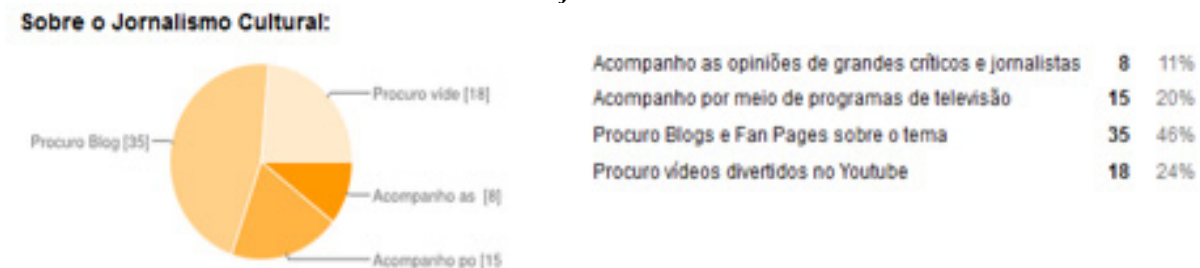 Sobre o Jornalismo Cultural:
Procuro víde [18]
Procuro Blog [35]
Acompanho as [8]
Acompanho po [15
Acompanho as opiniões de grandes críticos e jornalistas 8 11%
Acompanho por meio de programas de televisão 15 20%
Procuro Blogs e Fan Pages sobre o tema 35 46%
Procuro vídeos divertidos no Youtube 18 24%